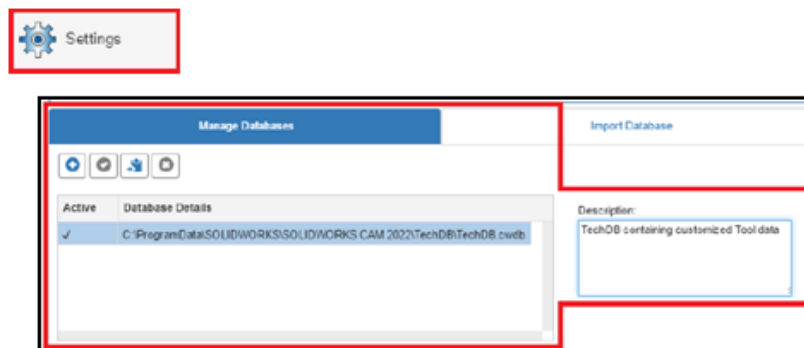 Settings
Manage Databases
Import Database
Active Database Details
Description:
✓ C:\ProgramData\SOLIDWORKS\SOLIDWORKS CAM 2022\TechDB\TechDB.cwdb
TechDB containing customized Tool data